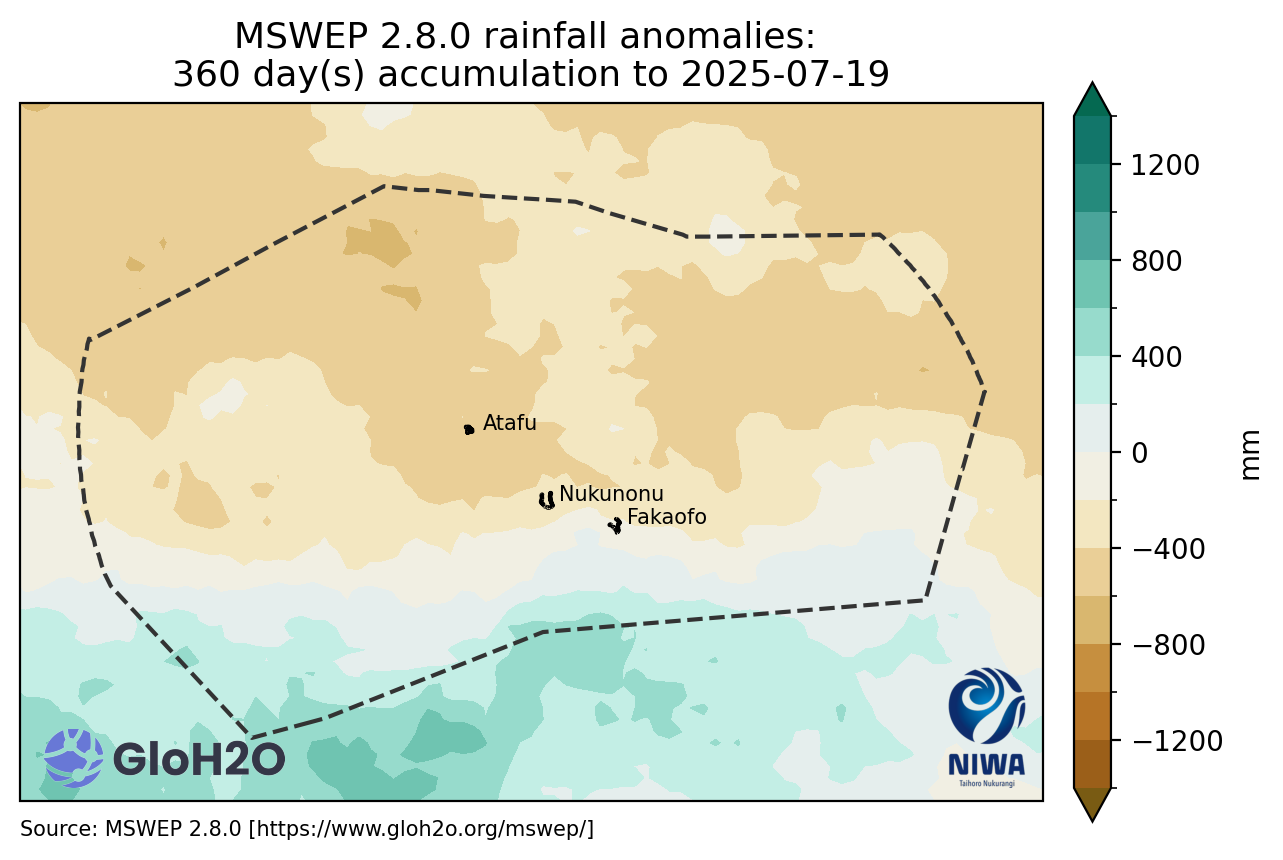 MSWEP 2.8.0 rainfall anomalies:
360 day(s) accumulation to 2025-07-19
1200
800
400
0
−400
−800
−1200
mm
Atafu
Nukunonu
Fakaofo
GloH2O
NIWA
Taihoro Nukurangi
Source: MSWEP 2.8.0 [https://www.gloh2o.org/mswep/]